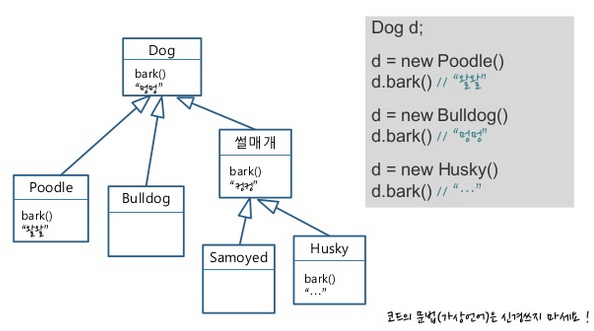 Dog
bark()
"멍멍"
썰매개
bark()
"컹컹"
Poodle
bark()
"왈왈"
Bulldog
Samoyed
Husky
bark()
"…"
Dog d;
d = new Poodle()
d.bark() // "왈왈"
d = new Bulldog()
d.bark() // "멍멍"
d = new Husky()
d.bark() // "…"
코드의 문법(가상언어)은 신경쓰지 마세요 !